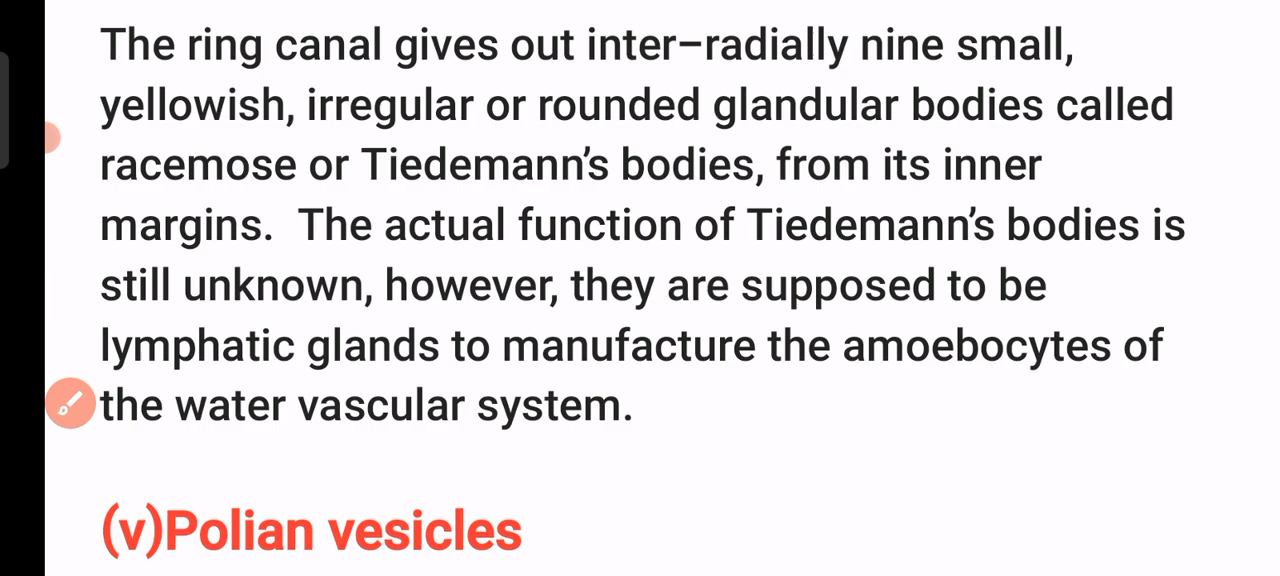 The ring canal gives out inter–radially nine small,
yellowish, irregular or rounded glandular bodies called
racemose or Tiedemann’s bodies, from its inner
margins.  The actual function of Tiedemann’s bodies is
still unknown, however, they are supposed to be
lymphatic glands to manufacture the amoebocytes of
the water vascular system.
(v)Polian vesicles